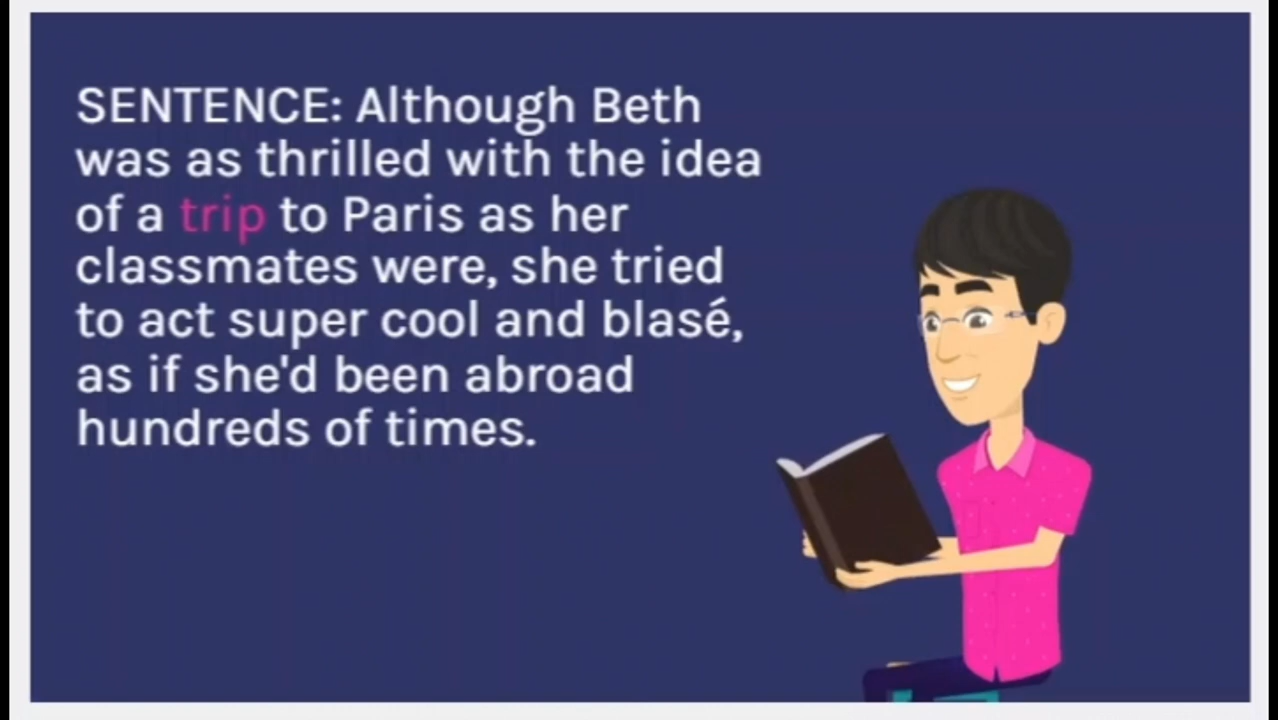 SENTENCE: Although Beth
was as thrilled with the idea
of a trip to Paris as her
classmates were, she tried
to act super cool and blasé,
as if she'd been abroad
hundreds of times.